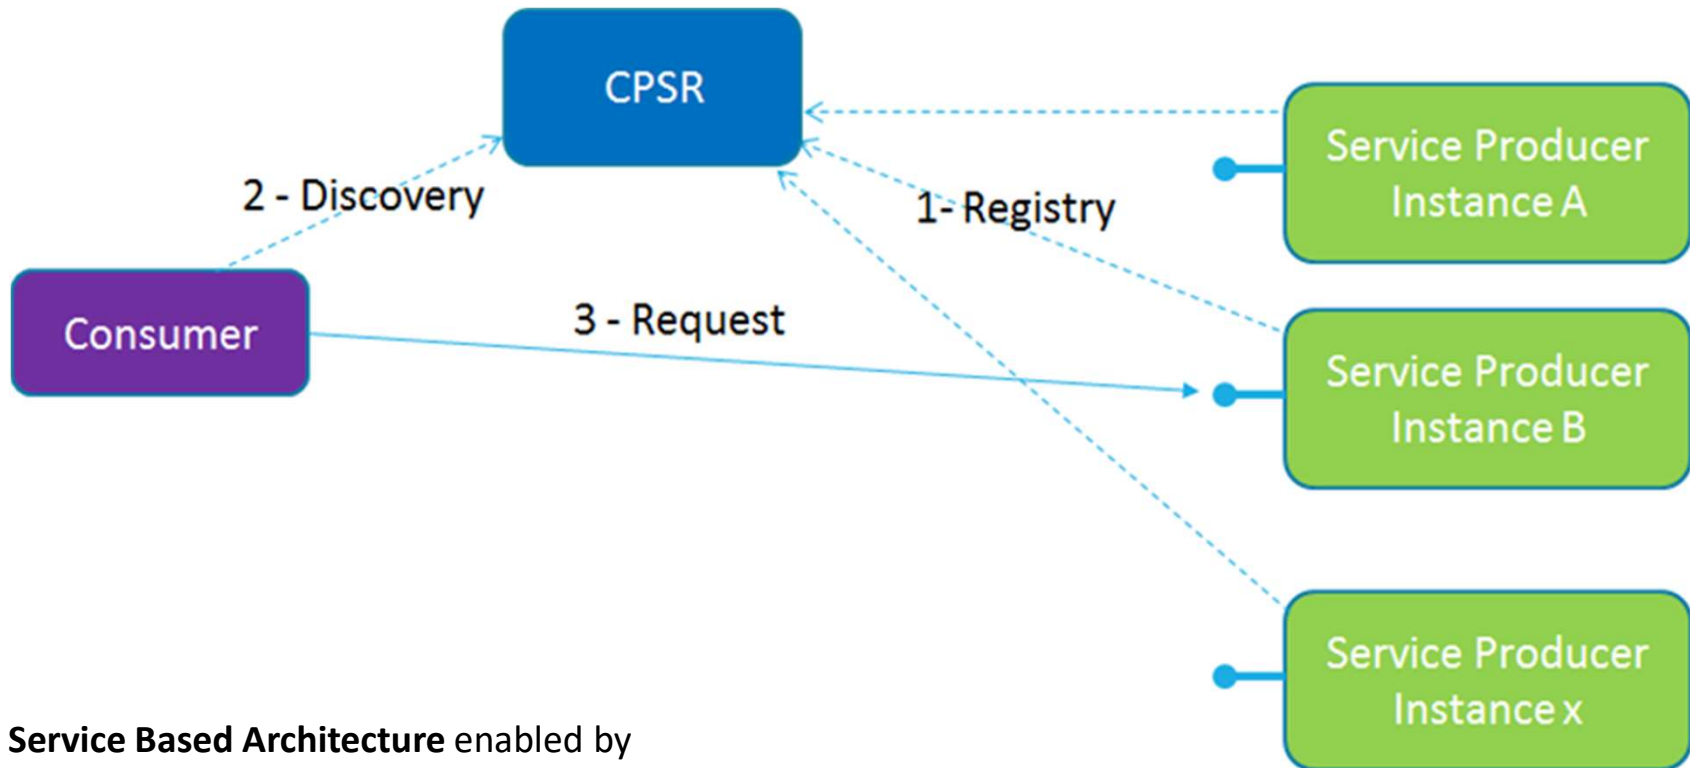 CPSR
Service Producer
Instance A
2 - Discovery
1- Registry
Consumer
3 - Request
Service Producer
Instance B
Service Producer
Instance x
Service Based Architecture enabled by